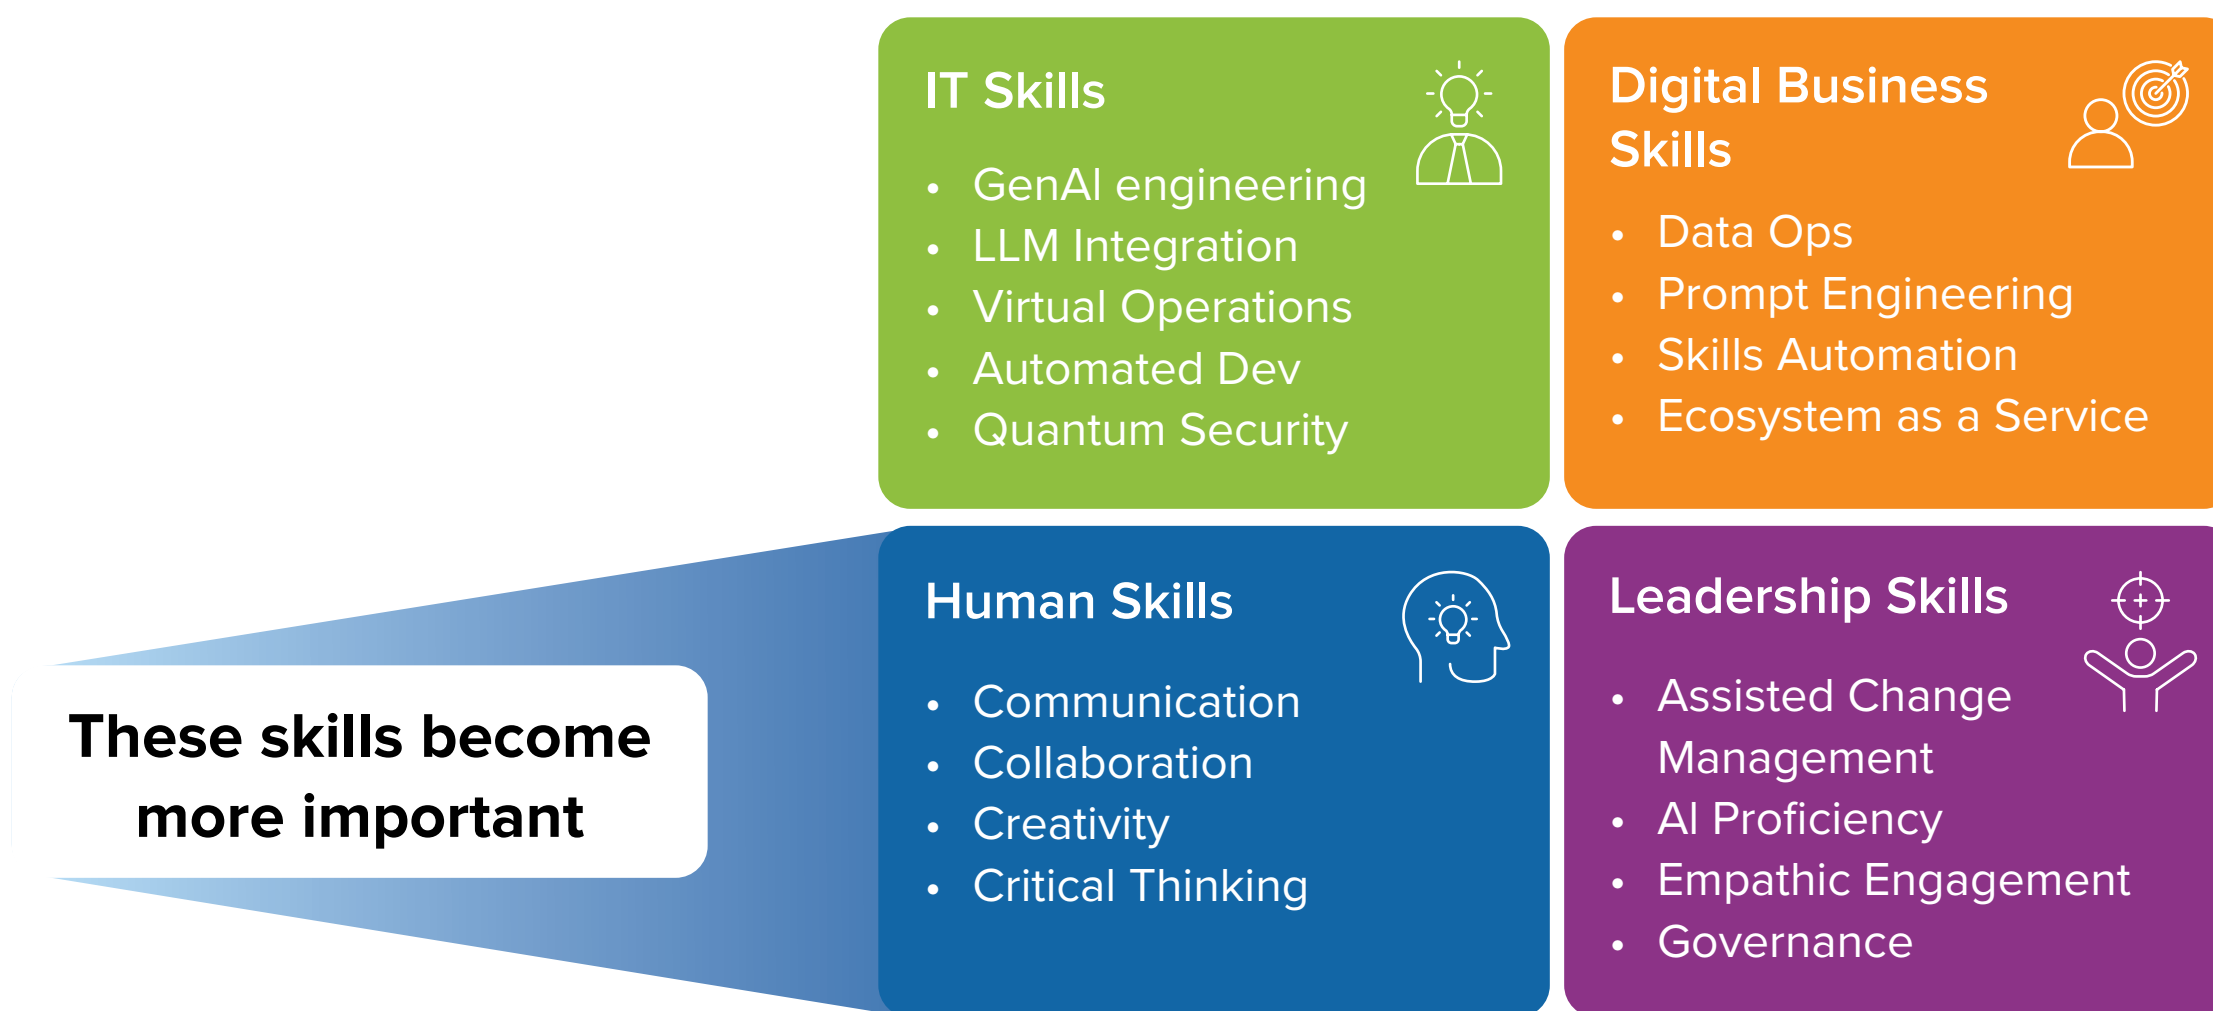 IT Skills
• GenAI engineering
• LLM Integration
• Virtual Operations
• Automated Dev
• Quantum Security
Digital Business
Skills
• Data Ops
• Prompt Engineering
• Skills Automation
• Ecosystem as a Service
These skills become
more important
Human Skills
• Communication
• Collaboration
• Creativity
• Critical Thinking
Leadership Skills
• Assisted Change
Management
• AI Proficiency
• Empathic Engagement
• Governance